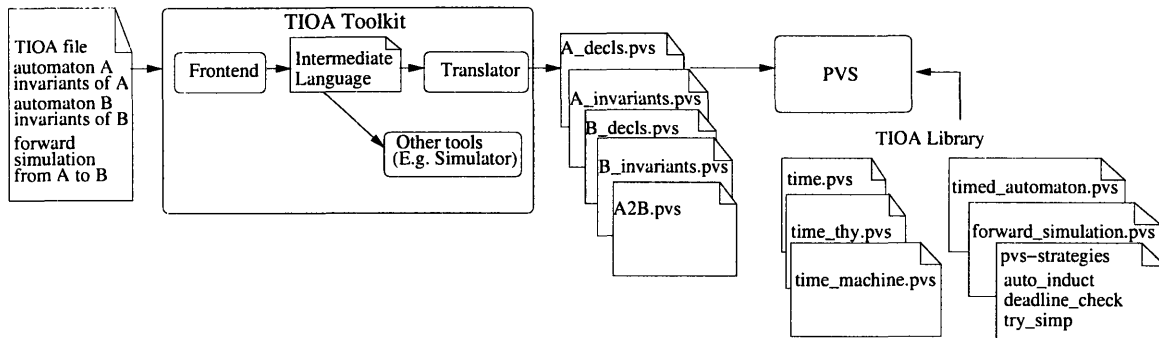 TIOA file
automaton A
invariants of A
automaton B
invariants of B
forward
simulation
from A to B
TIOA Toolkit
Frontend
Intermediate
Language
Translator
Other tools
(E.g. Simulator)
A_decls.pvs
A_invariants.pvs
B_decls.pvs
B_invariants.pvs
A2B.pvs
PVS
TIOA Library
time.pvs
time_thy.pvs
time_machine.pvs
timed_automaton.pvs
forward_simulation.pvs
pvs-strategies
auto_induct
deadline_check
try_simp